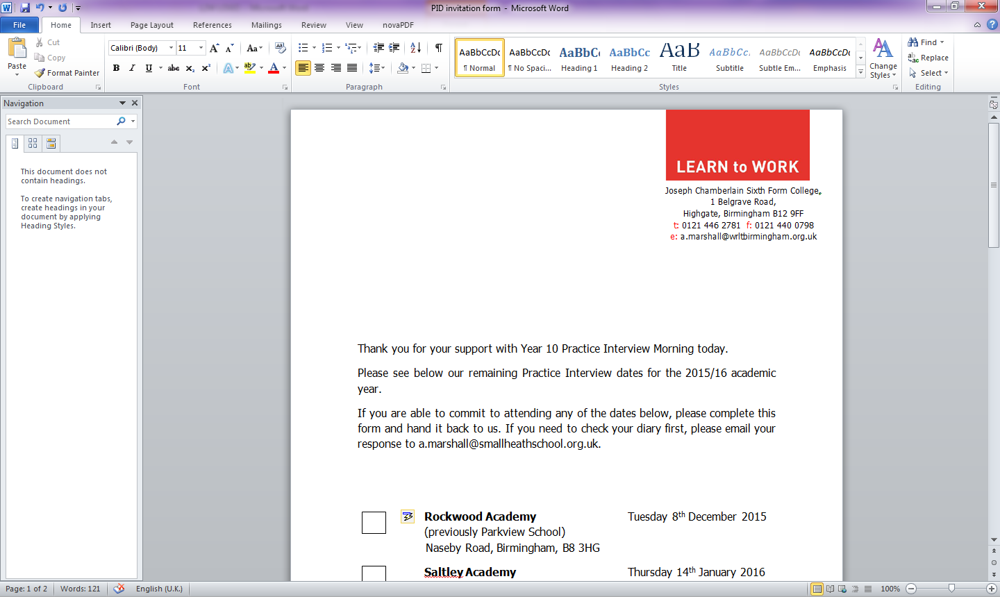 PID invitation form - Microsoft Word
File Home Insert Page Layout References Mailings Review View novaPDF
Paste
Cut
Copy
Format Painter
Clipboard
Calibri (Body) 11
Font
Paragraph
AaBbCcDc AaBbCcDc AaBbCc AaBbCc AaB AaBbCc. AaBbCcDc AaBbCcDc
¶ Normal ¶ No Spaci... Heading 1 Heading 2 Title Subtitle Subtle Em... Emphasis
Change Styles
Styles
Find
Replace
Select
Editing
Navigation
Search Document
This document does not
contain headings.
To create navigation tabs,
create headings in your
document by applying
Heading Styles.
LEARN to WORK
Joseph Chamberlain Sixth Form College,
1 Belgrave Road,
Highgate, Birmingham B12 9FF
t: 0121 446 2781 f: 0121 440 0798
e: a.marshall@wrltbirmingham.org.uk
Thank you for your support with Year 10 Practice Interview Morning today.
Please see below our remaining Practice Interview dates for the 2015/16 academic
year.
If you are able to commit to attending any of the dates below, please complete this
form and hand it back to us. If you need to check your diary first, please email your
response to a.marshall@smallheathschool.org.uk.
Rockwood Academy Tuesday 8th December 2015
(previously Parkview School)
Naseby Road, Birmingham, B8 3HG
Saltley Academy Thursday 14th January 2016
Page: 1 of 2 Words: 121 English (U.K.) 100%